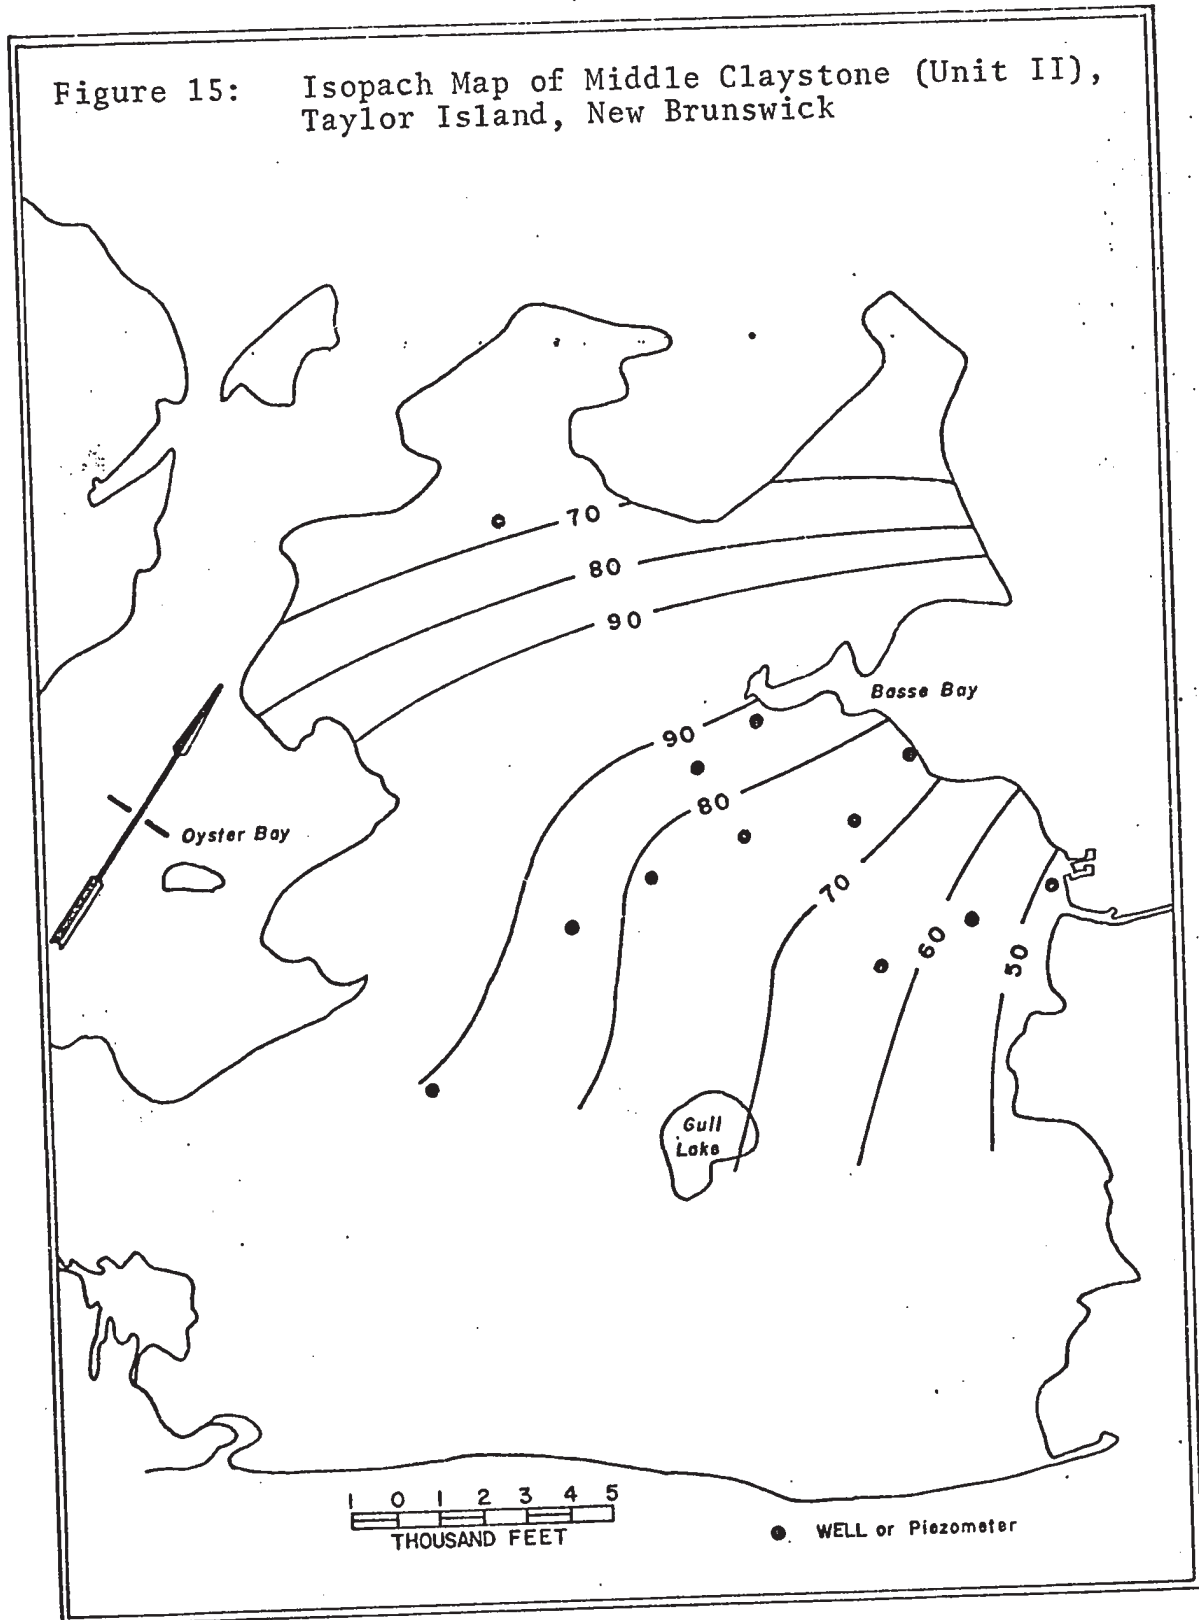 Figure 15: Isopach Map of Middle Claystone (Unit II),
Taylor Island, New Brunswick
70
80
90
Basse Bay
90
80
Oyster Bay
70
60
50
Gull
Lake
1 0 1 2 3 4 5
THOUSAND FEET
WELL or Piezometer